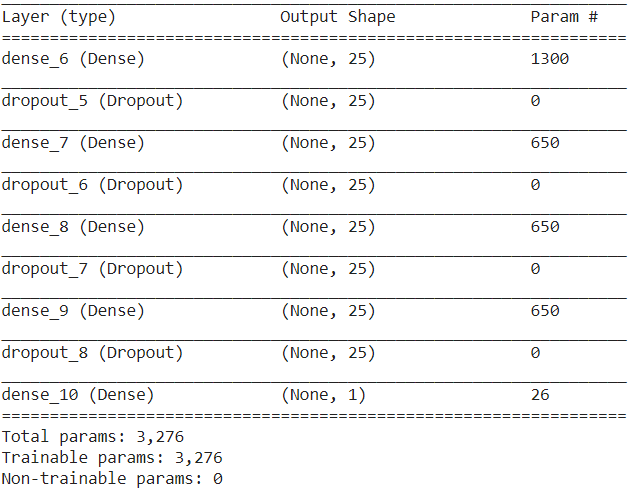 Layer (type) Output Shape Param #
=================================================================
dense_6 (Dense) (None, 25) 1300
_________________________________________________________________
dropout_5 (Dropout) (None, 25) 0
_________________________________________________________________
dense_7 (Dense) (None, 25) 650
_________________________________________________________________
dropout_6 (Dropout) (None, 25) 0
_________________________________________________________________
dense_8 (Dense) (None, 25) 650
_________________________________________________________________
dropout_7 (Dropout) (None, 25) 0
_________________________________________________________________
dense_9 (Dense) (None, 25) 650
_________________________________________________________________
dropout_8 (Dropout) (None, 25) 0
_________________________________________________________________
dense_10 (Dense) (None, 1) 26
=================================================================
Total params: 3,276
Trainable params: 3,276
Non-trainable params: 0